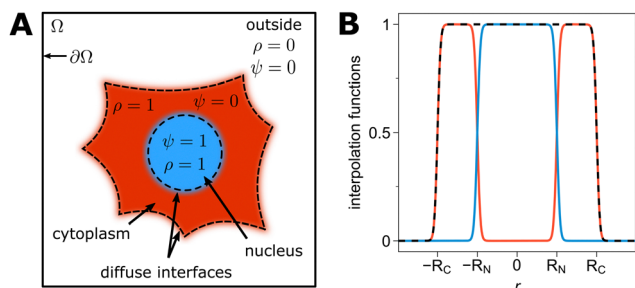 A
Ω
∂Ω
outside
ρ = 0
ψ = 0
ρ = 1
ψ = 0
ψ = 1
ρ = 1
cytoplasm
nucleus
diffuse interfaces
B
interpolation functions
1
0.5
0
−R_C
−R_N
0
R_N
R_C
r